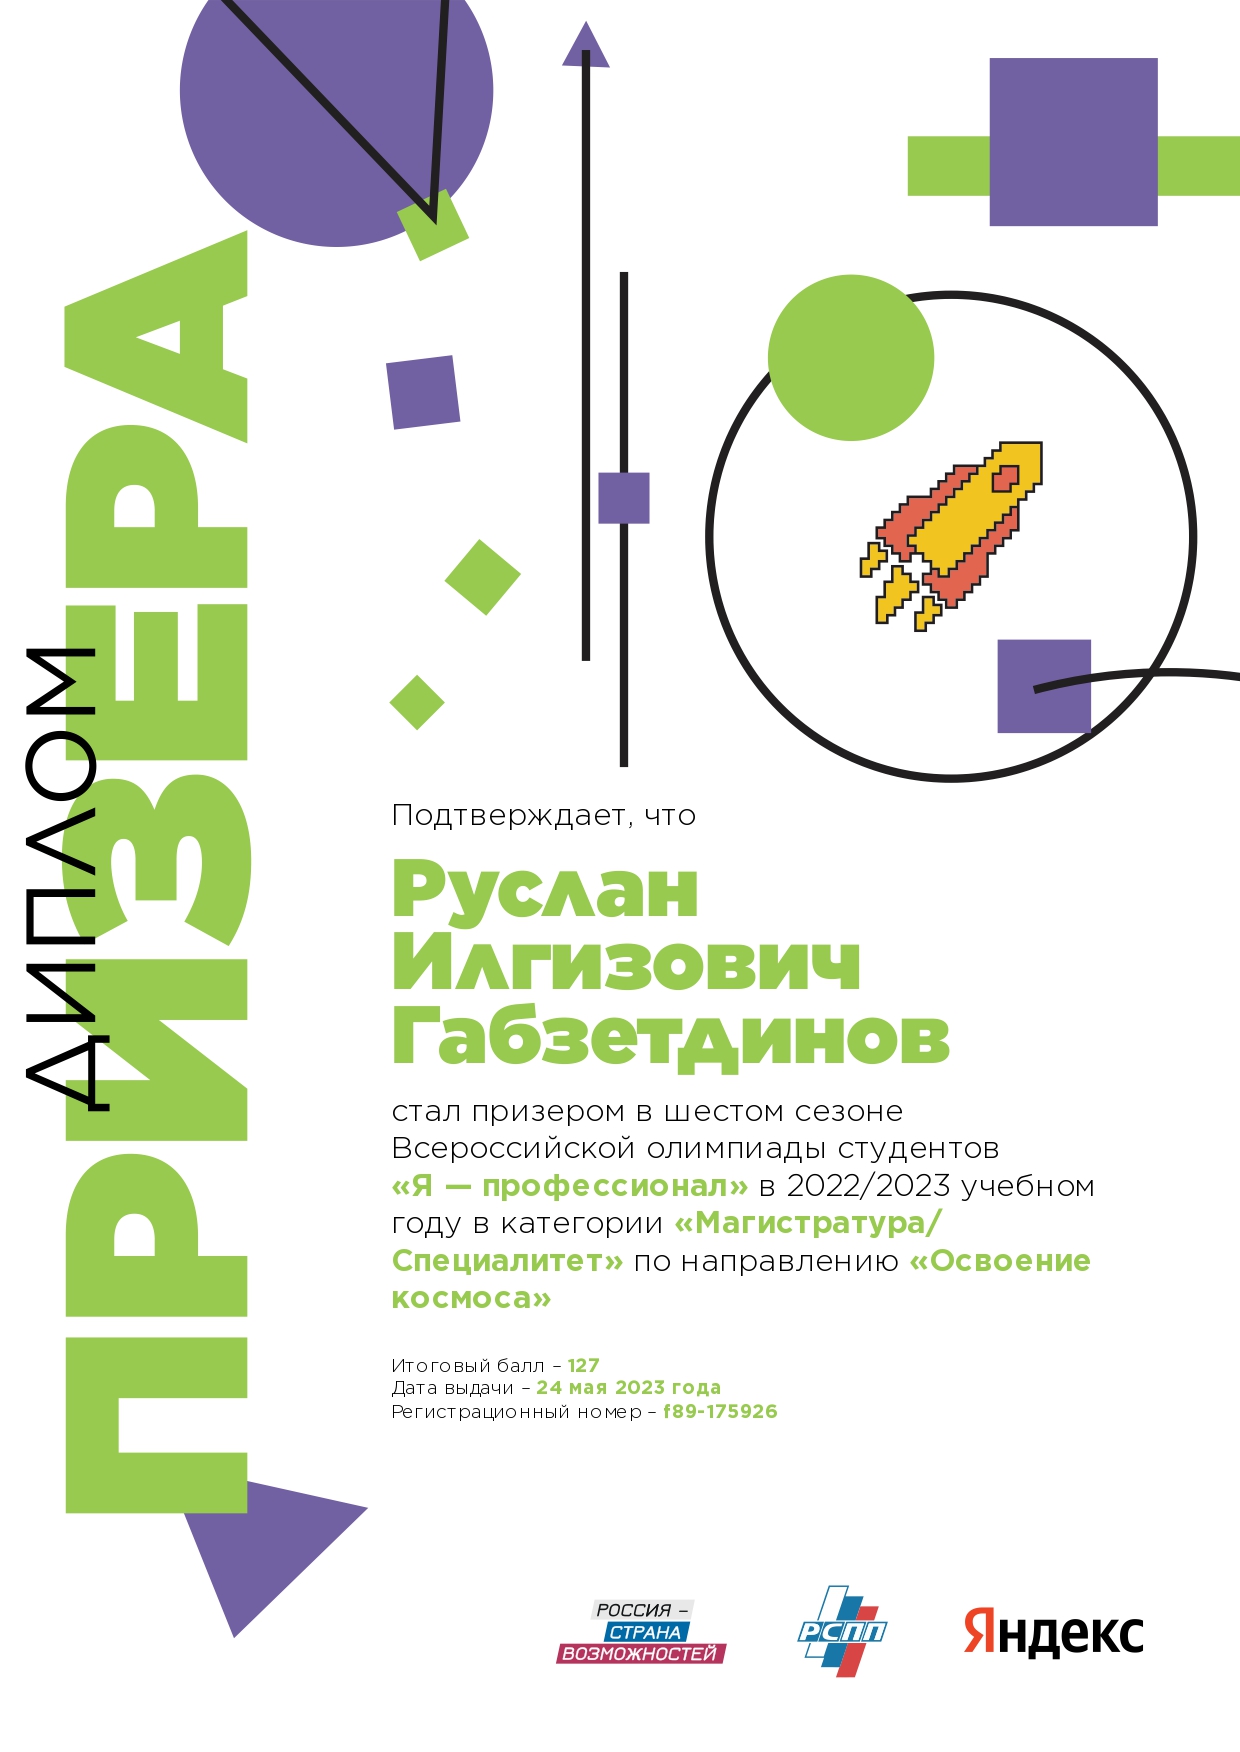 ДИПЛОМ
ПРИЗЕРА
Подтверждает, что
Руслан
Илгизович
Габзетдинов
стал призером в шестом сезоне
Всероссийской олимпиады студентов
«Я — профессионал» в 2022/2023 учебном
году в категории «Магистратура/
Специалитет» по направлению «Освоение
космоса»
Итоговый балл – 127
Дата выдачи – 24 мая 2023 года
Регистрационный номер – f89-175926
РОССИЯ –
СТРАНА
ВОЗМОЖНОСТЕЙ
РСПП
Яндекс